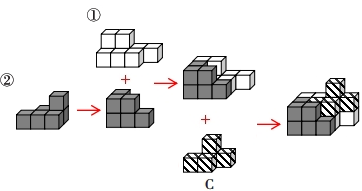 ①
+
②
+
C